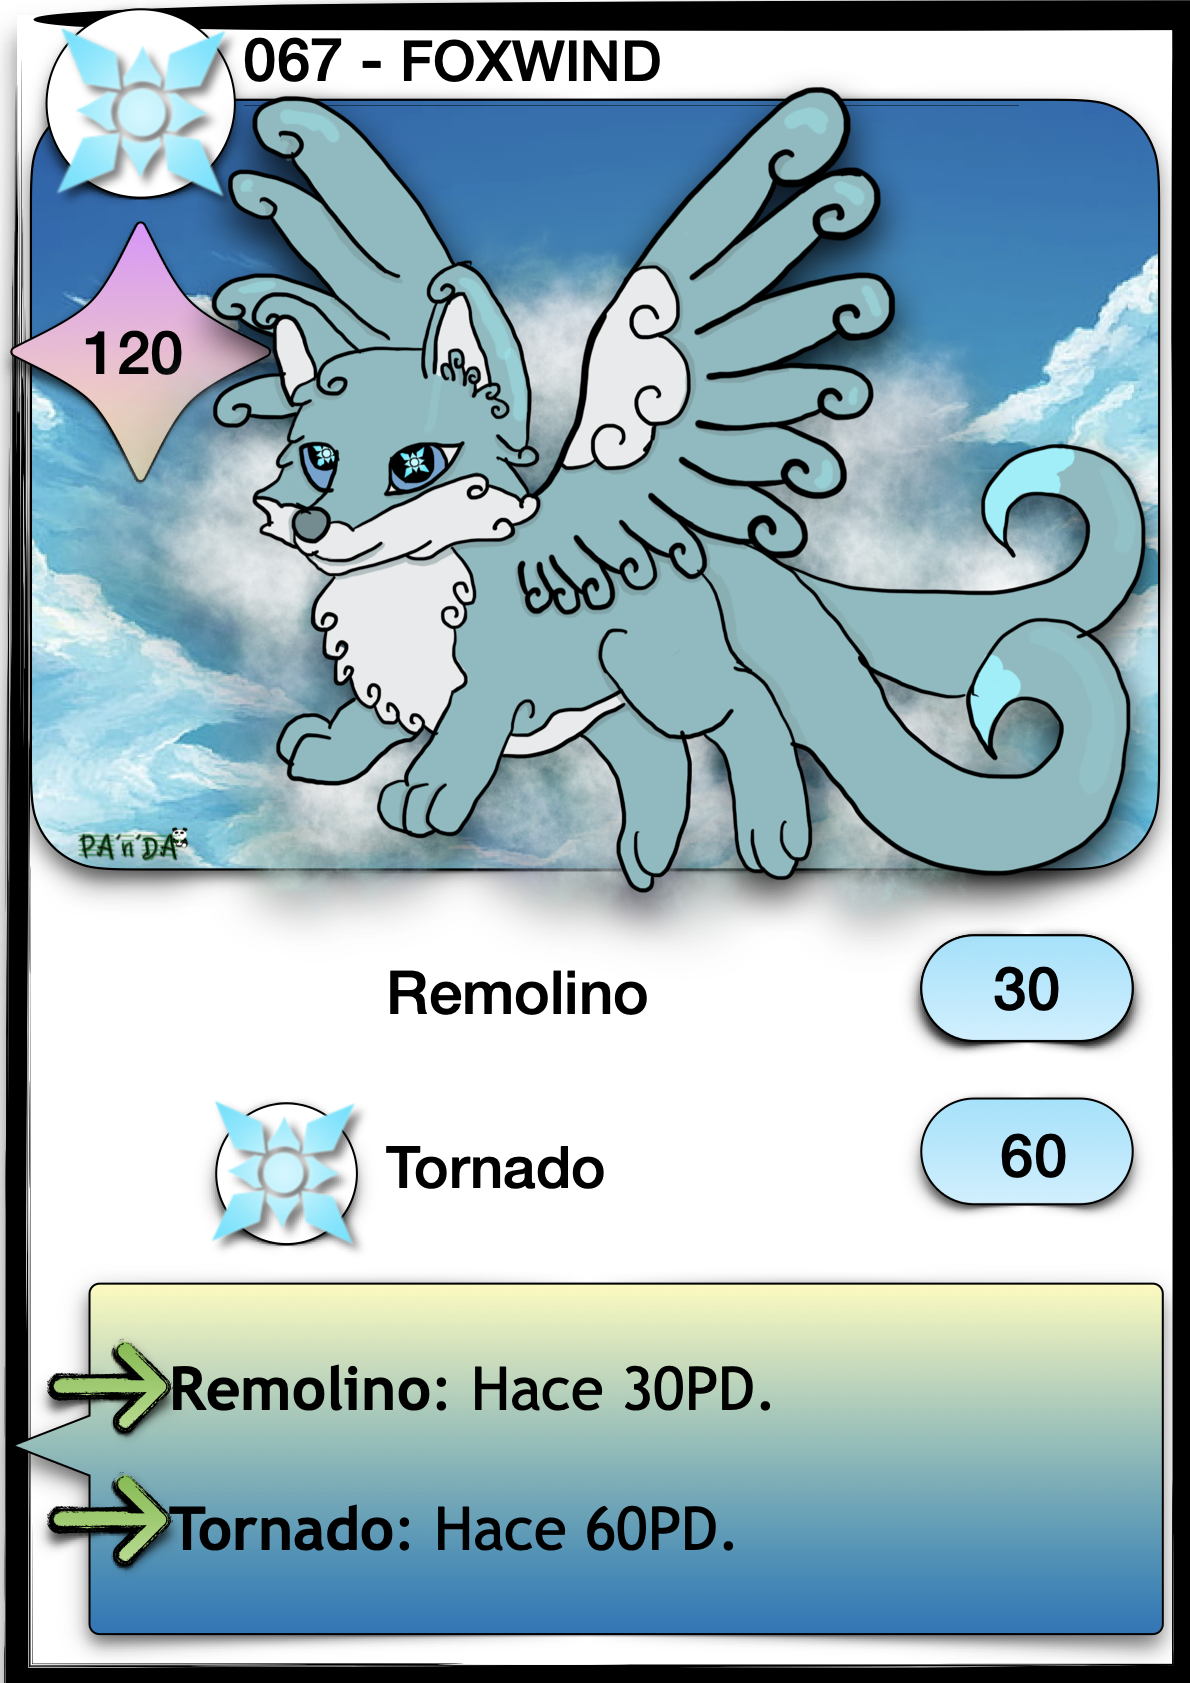 067 - FOXWIND
120
PA'n'DA
Remolino
30
Tornado
60
Remolino: Hace 30PD.
Tornado: Hace 60PD.